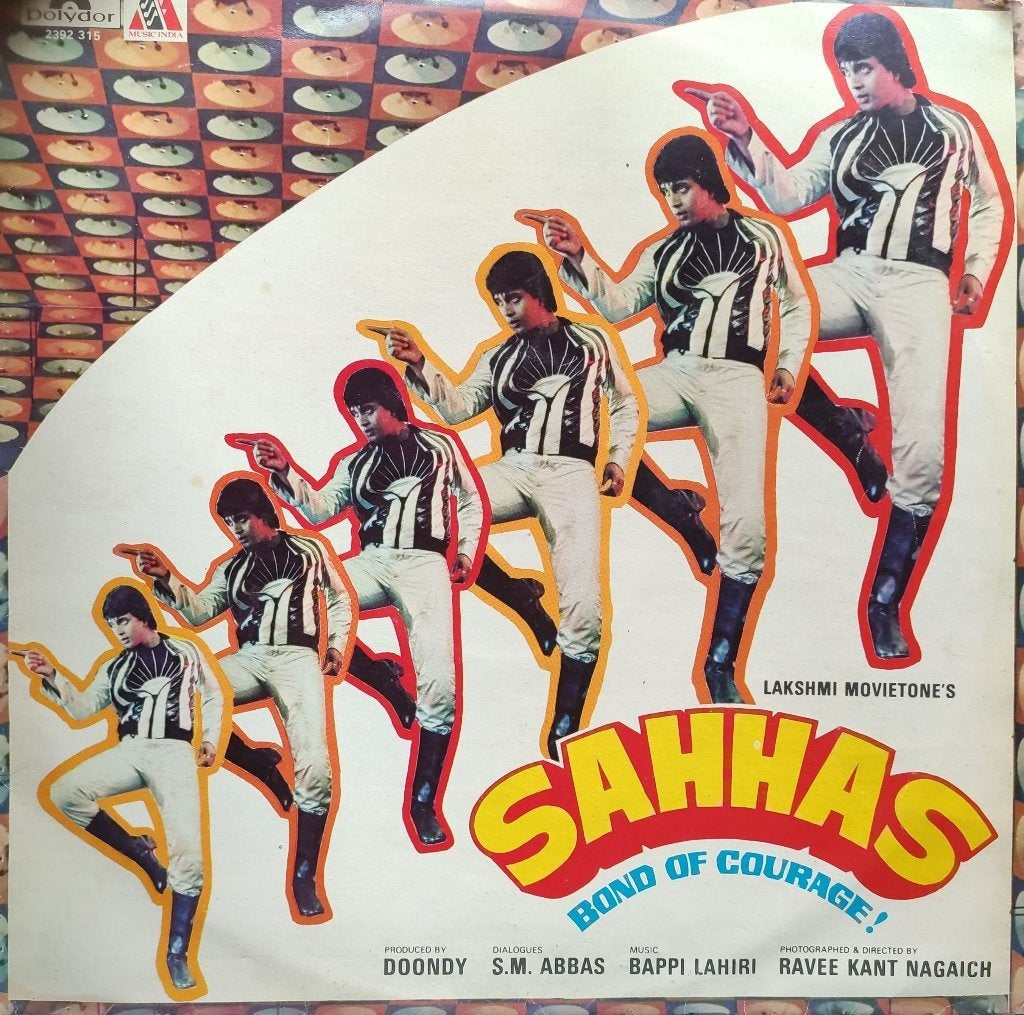 polydor
2392 315
MUSIC INDIA
LAKSHMI MOVIETONE'S
SAHHAS
BOND OF COURAGE!
PRODUCED BY
DOONDY
DIALOGUES
S.M. ABBAS
MUSIC
BAPPI LAHIRI
PHOTOGRAPHED & DIRECTED BY
RAVEE KANT NAGAICH